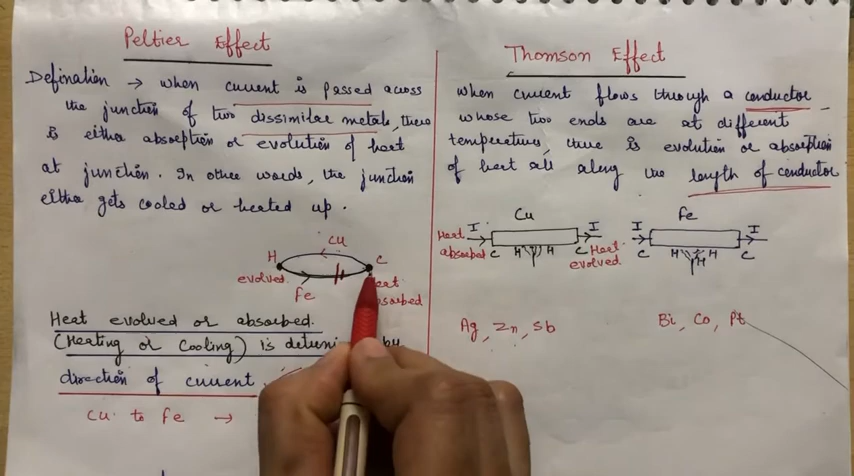 Peltier Effect
Defination → When current is passed across
the junction of two dissimilar metals, there
is either absorption or evolution of heat
at junction. In other words, the junction
either gets cooled or heated up.
Cu
H
C
evolved
Fe
Heat
absorbed
Heat evolved or absorbed.
(Heating or Cooling) is by
direction of current
Cu to Fe →
Thomson Effect
When current flows through a conductor
whose two ends are at different
temperatures, there is evolution or absorption
of heat all along the length of conductor
Cu
Fe
I
I
I
I
Heat
absorbed
C
H
H
C
Heat
evolved
C
H
H
H
C
Ag, Zn, Sb
Bi, Co, Pt